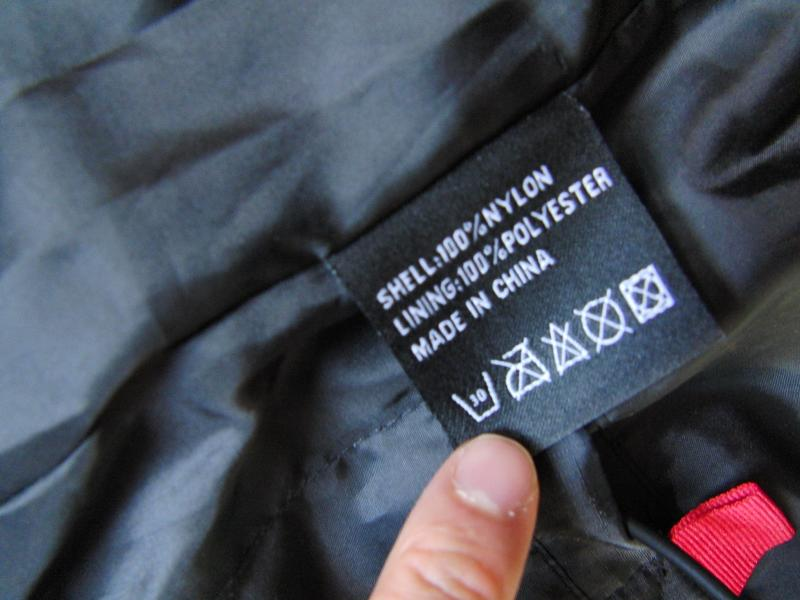 SHELL:100%NYLON
LINING:100%POLYESTER
MADE IN CHINA
30